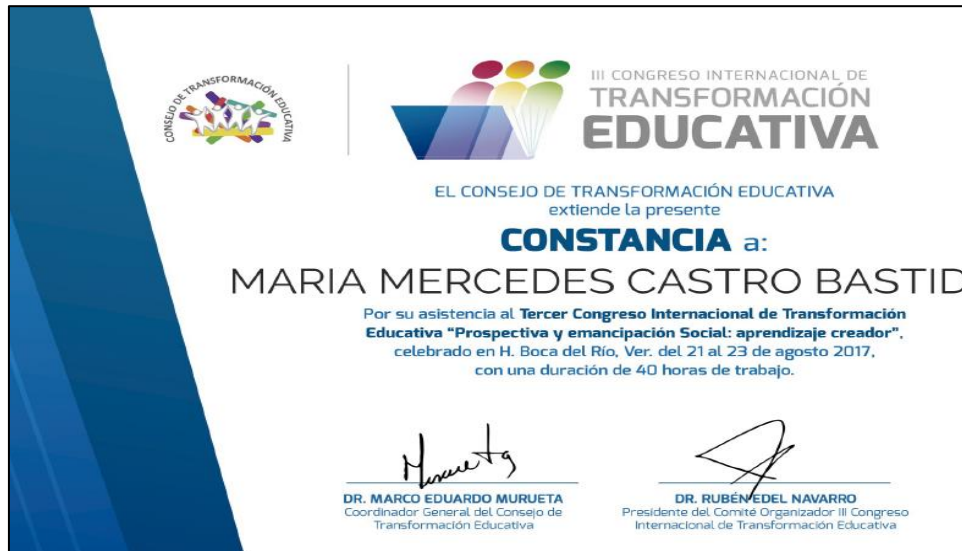 CONSEJO DE TRANSFORMACIÓN EDUCATIVA
III CONGRESO INTERNACIONAL DE
TRANSFORMACIÓN
EDUCATIVA
EL CONSEJO DE TRANSFORMACIÓN EDUCATIVA
extiende la presente
CONSTANCIA a:
MARIA MERCEDES CASTRO BASTID
Por su asistencia al Tercer Congreso Internacional de Transformación
Educativa “Prospectiva y emancipación Social: aprendizaje creador”,
celebrado en H. Boca del Río, Ver. del 21 al 23 de agosto 2017,
con una duración de 40 horas de trabajo.
DR. MARCO EDUARDO MURUETA
Coordinador General del Consejo de
Transformación Educativa
DR. RUBÉN EDEL NAVARRO
Presidente del Comité Organizador III Congreso
Internacional de Transformación Educativa